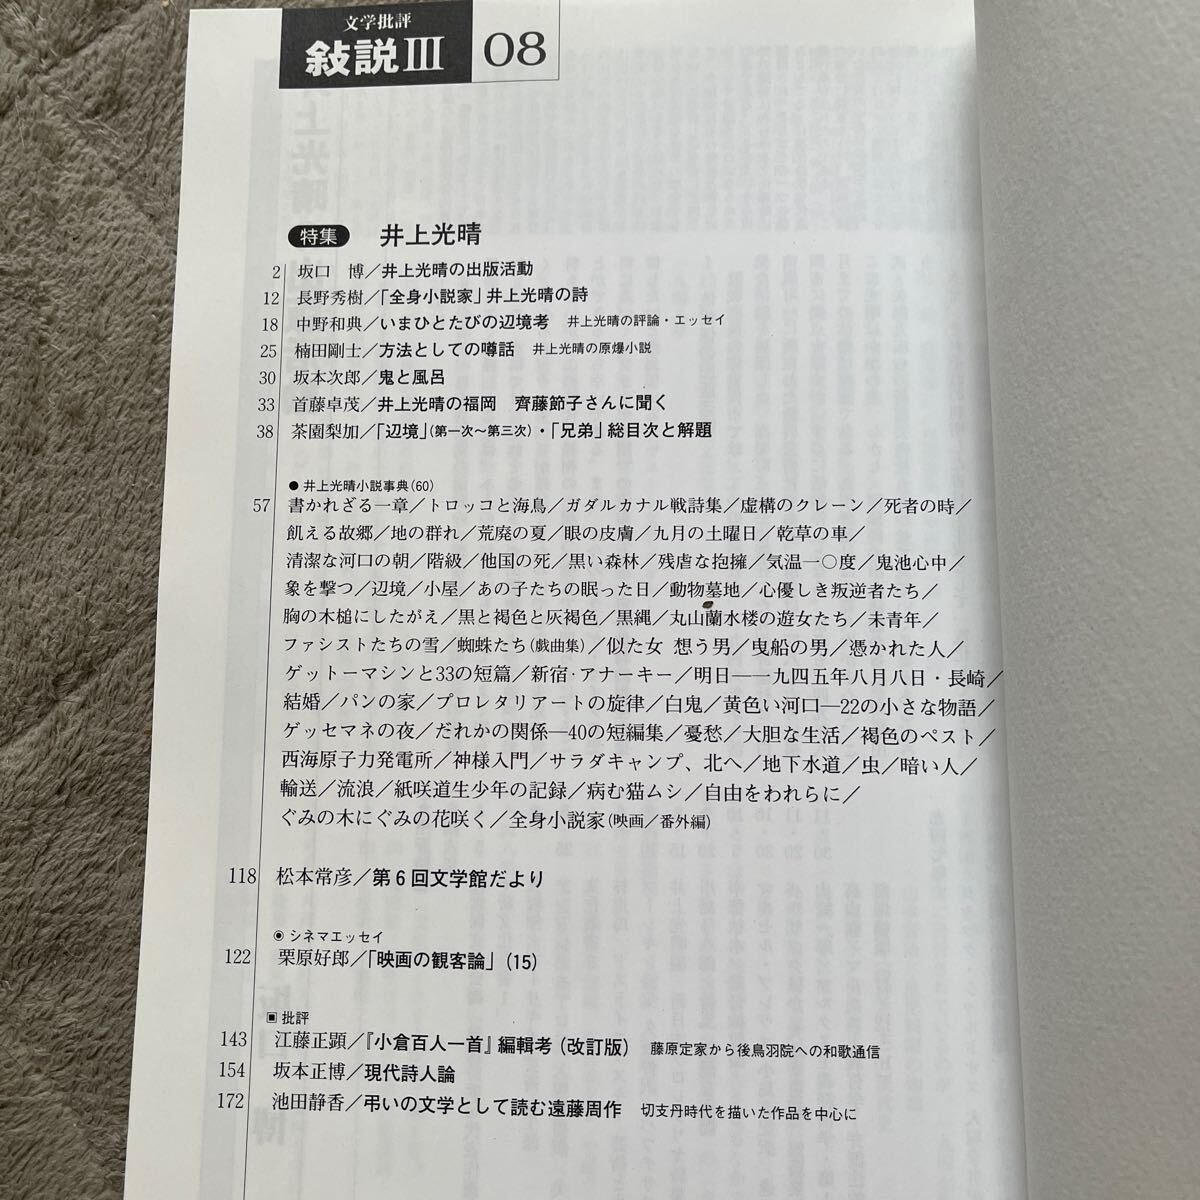 文学批評
敍説Ⅲ 08
特集 井上光晴
2 坂口 博／井上光晴の出版活動
12 長野秀樹／「全身小説家」井上光晴の詩
18 中野和典／いまひとたびの辺境考 井上光晴の評論・エッセイ
25 楠田剛士／方法としての噂話 井上光晴の原爆小説
30 坂本次郎／鬼と風呂
33 首藤卓茂／井上光晴の福岡 齊藤節子さんに聞く
38 茶園梨加／「辺境」(第一次〜第三次)・「兄弟」総目次と解題
● 井上光晴小説事典(60)
57 書かれざる一章／トロッコと海鳥／ガダルカナル戦詩集／虚構のクレーン／死者の時／
飢える故郷／地の群れ／荒廃の夏／眼の皮膚／九月の土曜日／乾草の車／
清潔な河口の朝／階級／他国の死／黒い森林／残虐な抱擁／気温一〇度／鬼池心中／
象を撃つ／辺境／小屋／あの子たちの眠った日／動物墓地／心優しき叛逆者たち／
胸の木槌にしたがえ／黒と褐色と灰褐色／黒縄／丸山蘭水楼の遊女たち／未青年／
ファシストたちの雪／蜘蛛たち(戯曲集)／似た女 想う男／曳船の男／憑かれた人／
ゲットーマシンと33の短篇／新宿・アナーキー／明日―一九四五年八月八日・長崎／
結婚／パンの家／プロレタリアートの旋律／白鬼／黄色い河口―22の小さな物語／
ゲッセマネの夜／だれかの関係―40の短編集／憂愁／大胆な生活／褐色のペスト／
西海原子力発電所／神様入門／サラダキャンプ、北へ／地下水道／虫／暗い人／
輸送／流浪／紙咲道生少年の記録／病む猫ムシ／自由をわれらに／
ぐみの木にぐみの花咲く／全身小説家(映画／番外編)
118 松本常彦／第6回文学館だより
◉ シネマエッセイ
122 栗原好郎／「映画の観客論」(15)
▣ 批評
143 江藤正顕／『小倉百人一首』編輯考(改訂版) 藤原定家から後鳥羽院への和歌通信
154 坂本正博／現代詩人論
172 池田静香／弔いの文学として読む遠藤周作 切支丹時代を描いた作品を中心に